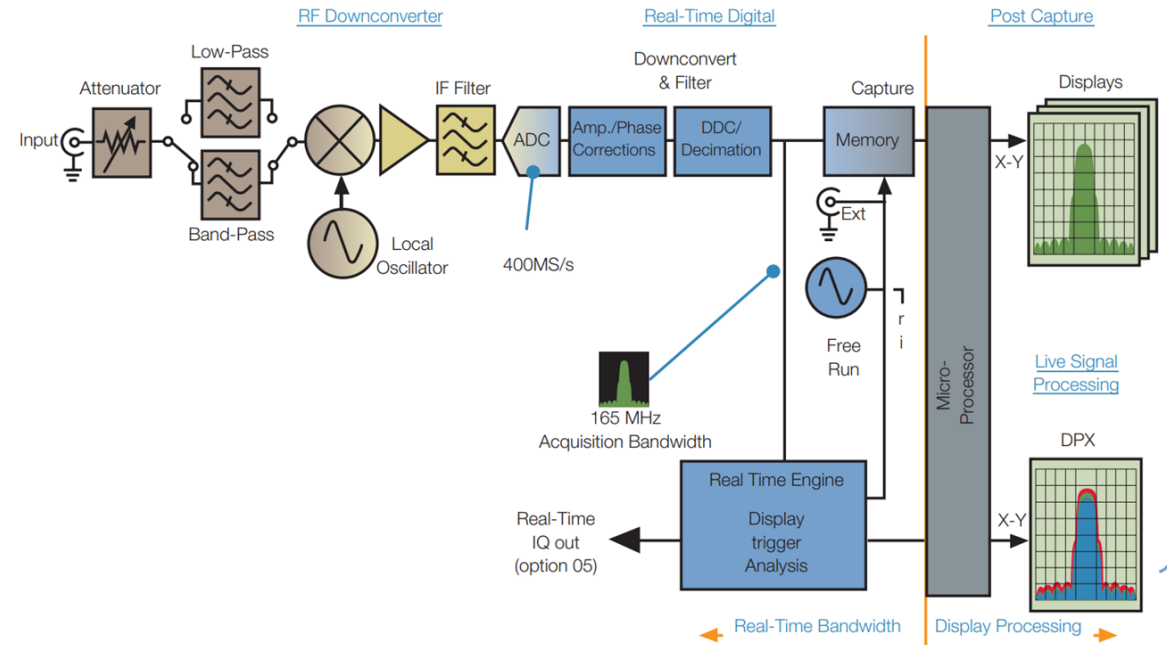 RF Downconverter
Real-Time Digital
Post Capture
Low-Pass
Downconvert
& Filter
Attenuator
IF Filter
Capture
Displays
Input
ADC
Amp./Phase
Corrections
DDC/
Decimation
Memory
X-Y
Ext
Band-Pass
Local
Oscillator
400MS/s
r
i
Free
Run
Micro-
Processor
Live Signal
Processing
165 MHz
Acquisition Bandwidth
DPX
Real Time Engine
Real-Time
IQ out
(option 05)
Display
trigger
Analysis
X-Y
Real-Time Bandwidth
Display Processing